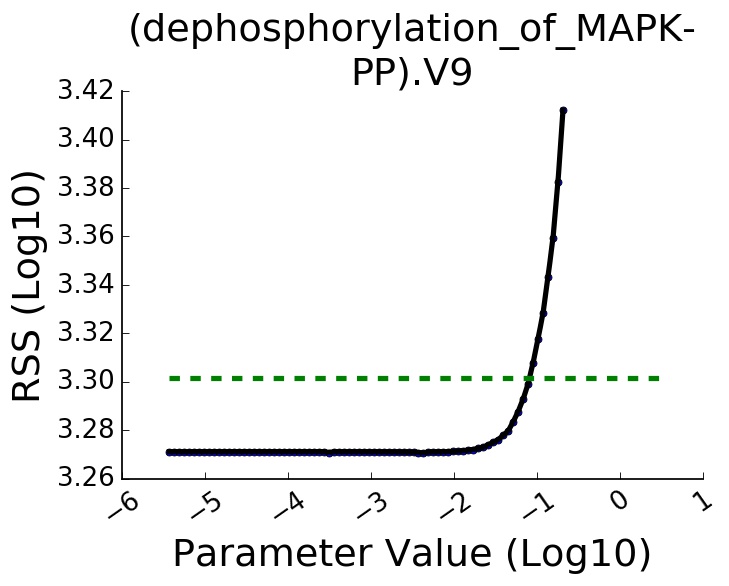 (dephosphorylation_of_MAPK-
PP).V9
3.42
3.40
3.38
3.36
3.34
3.32
3.30
3.28
3.26
RSS (Log10)
−6 −5 −4 −3 −2 −1 0 1
Parameter Value (Log10)